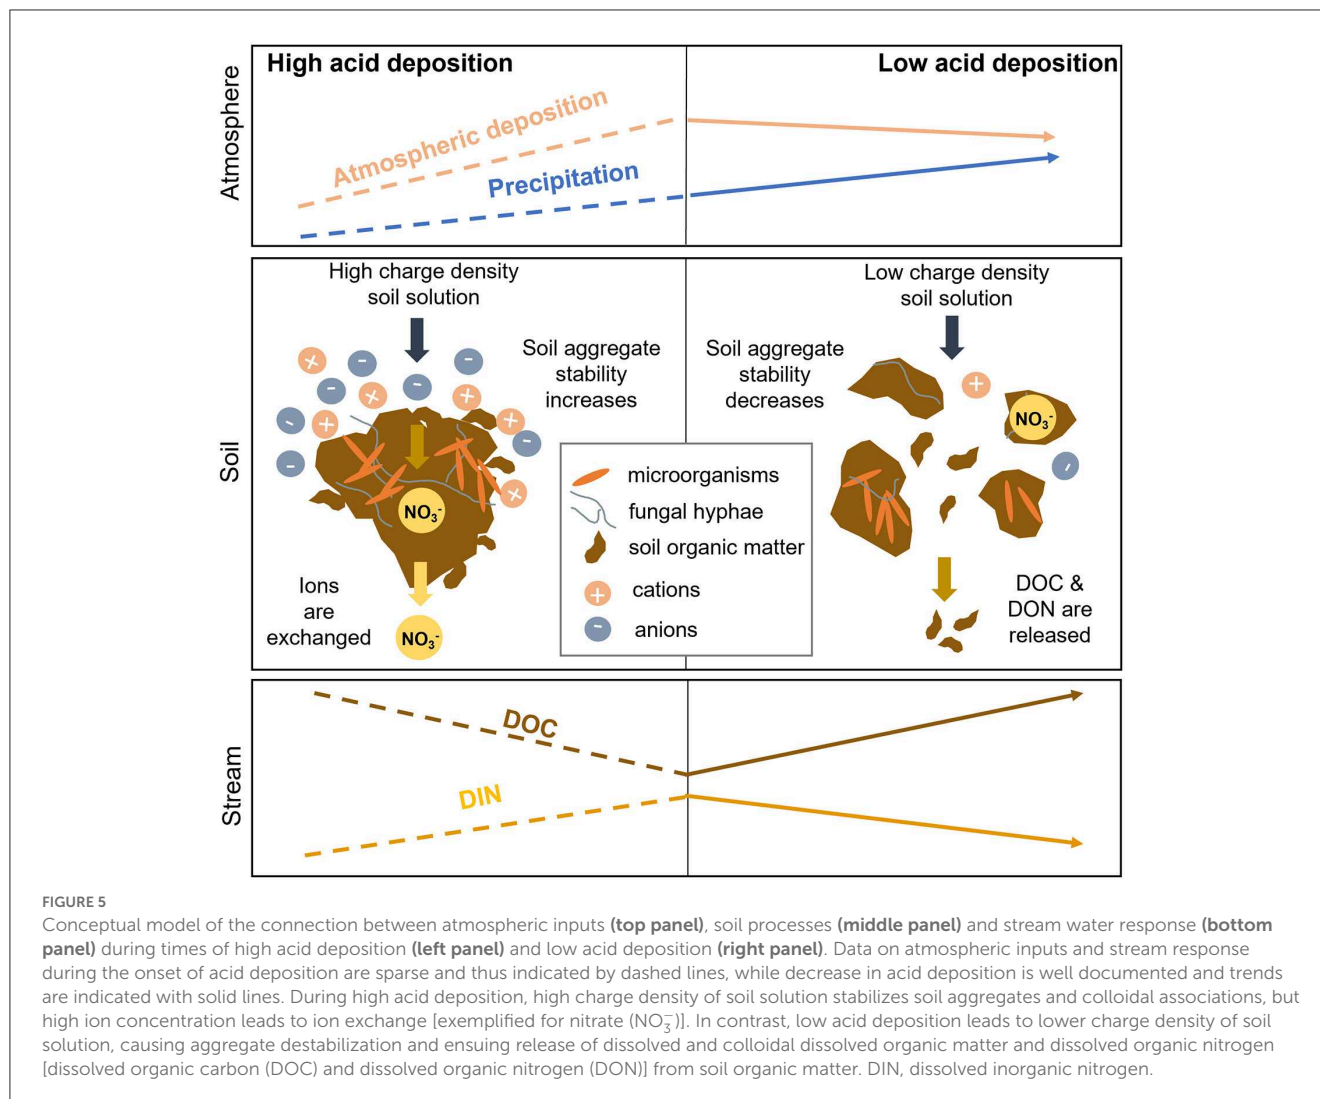 Atmosphere
High acid deposition
Low acid deposition
Atmospheric deposition
Precipitation
Soil
High charge density
soil solution
Low charge density
soil solution
Soil aggregate
stability
increases
Soil aggregate
stability
decreases
NO3-
NO3-
microorganisms
fungal hyphae
soil organic matter
cations
anions
Ions
are
exchanged
NO3-
DOC &
DON are
released
Stream
DOC
DIN
FIGURE 5
Conceptual model of the connection between atmospheric inputs (top panel), soil processes (middle panel) and stream water response (bottom
panel) during times of high acid deposition (left panel) and low acid deposition (right panel). Data on atmospheric inputs and stream response
during the onset of acid deposition are sparse and thus indicated by dashed lines, while decrease in acid deposition is well documented and trends
are indicated with solid lines. During high acid deposition, high charge density of soil solution stabilizes soil aggregates and colloidal associations, but
high ion concentration leads to ion exchange [exemplified for nitrate (NO3−)]. In contrast, low acid deposition leads to lower charge density of soil
solution, causing aggregate destabilization and ensuing release of dissolved and colloidal dissolved organic matter and dissolved organic nitrogen
[dissolved organic carbon (DOC) and dissolved organic nitrogen (DON)] from soil organic matter. DIN, dissolved inorganic nitrogen.